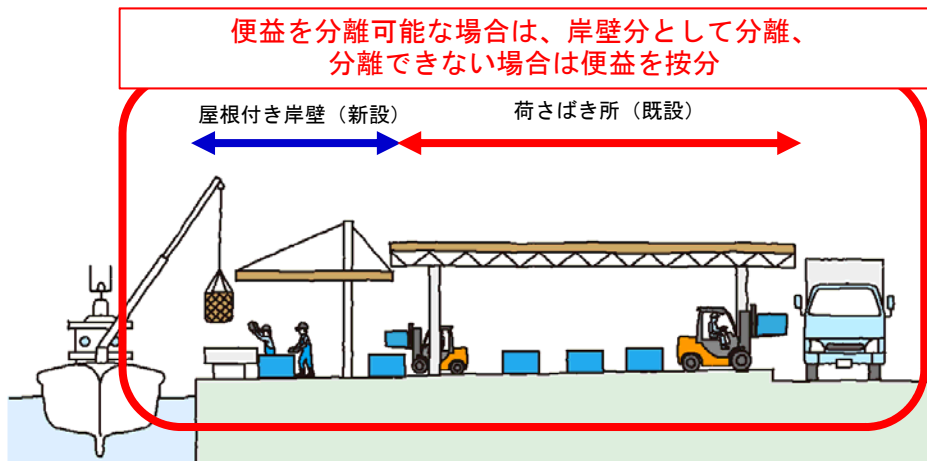 便益を分離可能な場合は、岸壁分として分離、
分離できない場合は便益を按分
屋根付き岸壁（新設）
荷さばき所（既設）